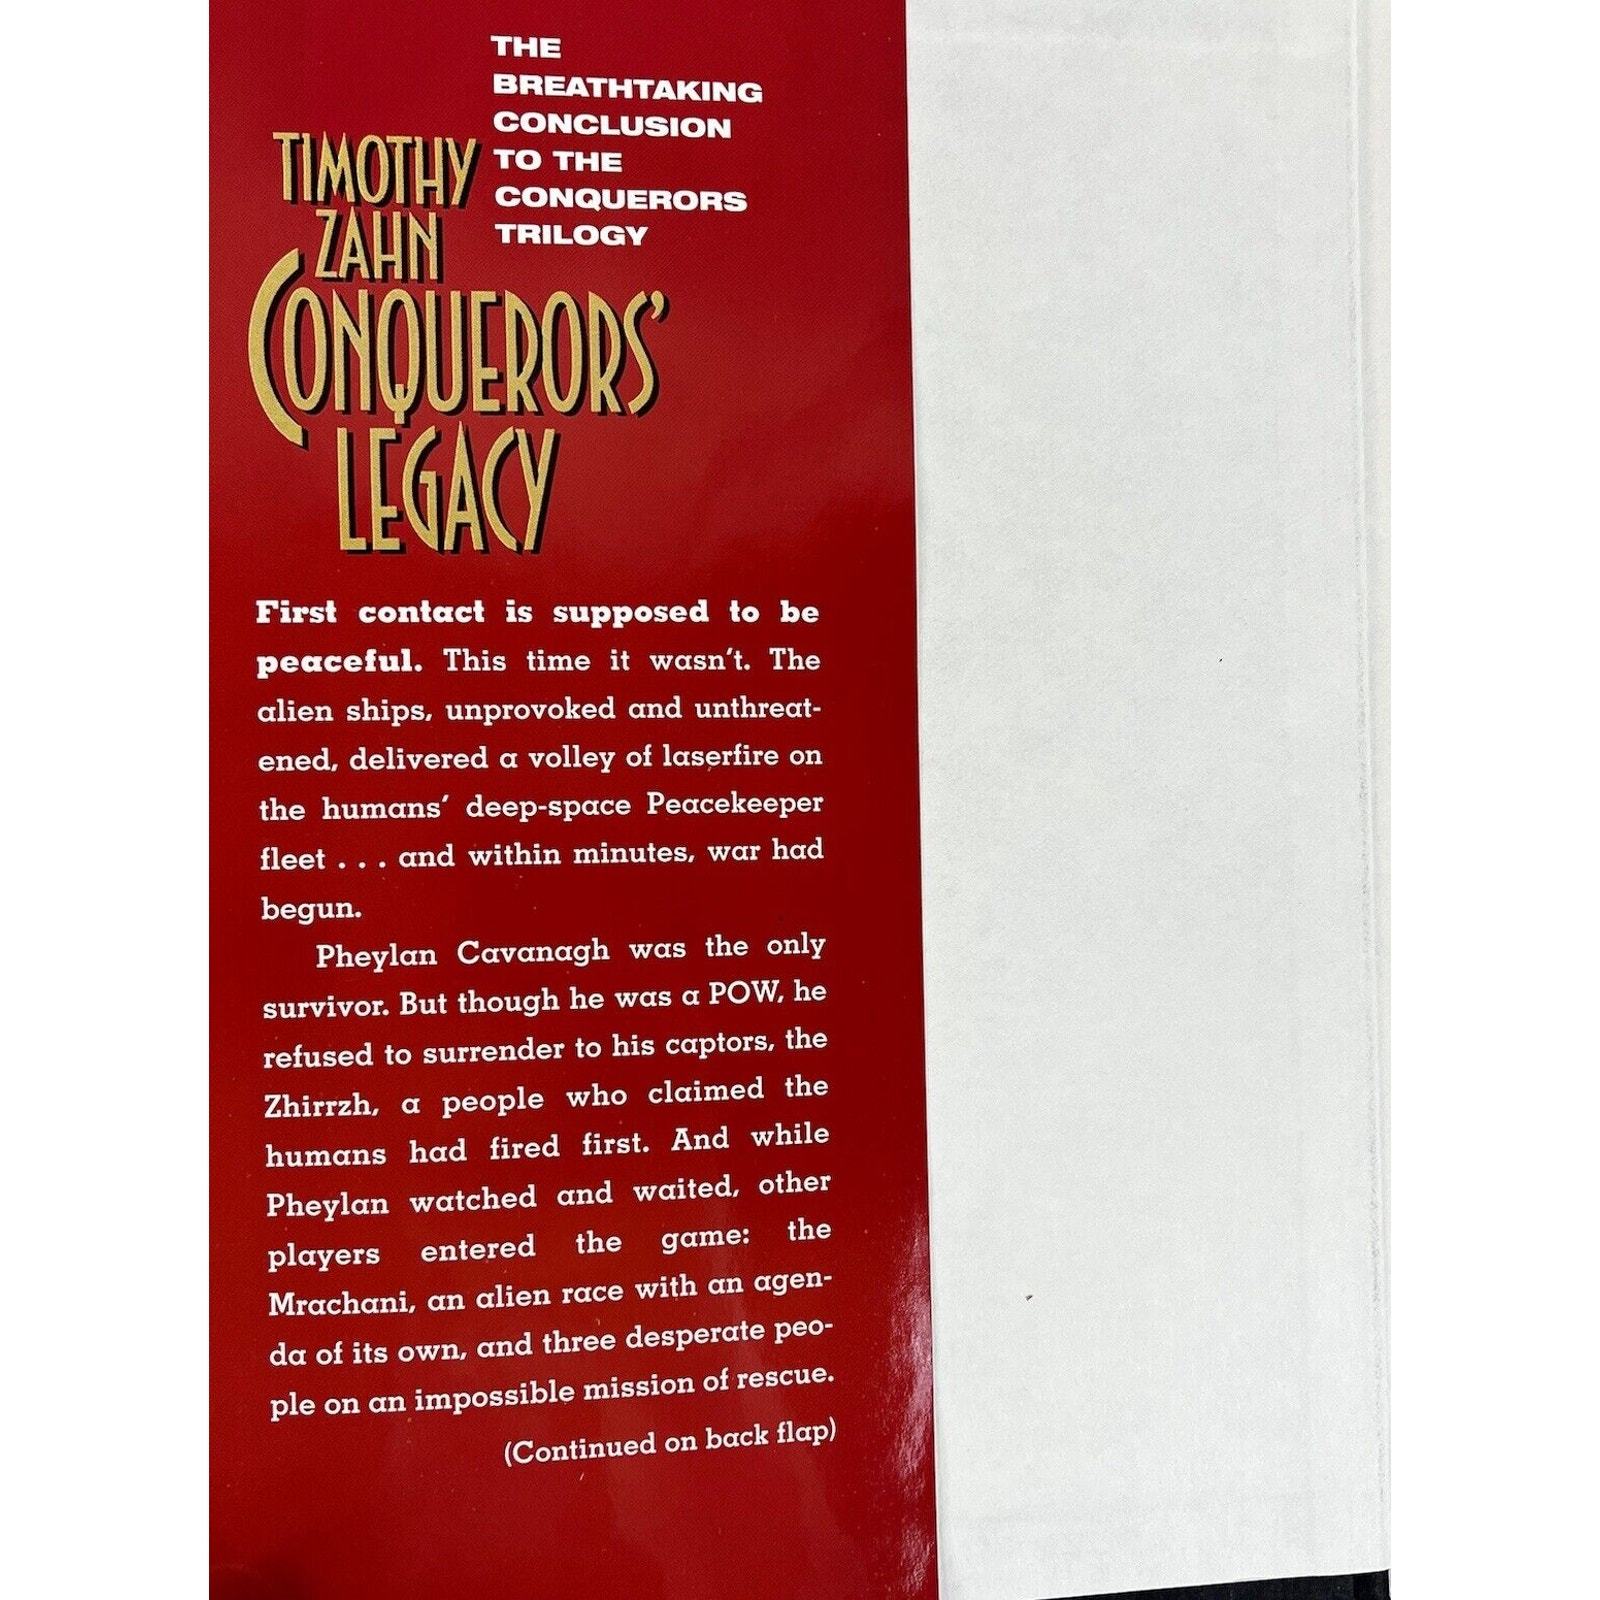 THE
BREATHTAKING
CONCLUSION
TO THE
CONQUERORS
TRILOGY
TIMOTHY
ZAHN
CONQUERORS'
LEGACY
First contact is supposed to be
peaceful. This time it wasn't. The
alien ships, unprovoked and unthreat-
ened, delivered a volley of laserfire on
the humans' deep-space Peacekeeper
fleet . . . and within minutes, war had
begun.
Pheylan Cavanagh was the only
survivor. But though he was a POW, he
refused to surrender to his captors, the
Zhirrzh, a people who claimed the
humans had fired first. And while
Pheylan watched and waited, other
players entered the game: the
Mrachani, an alien race with an agen-
da of its own, and three desperate peo-
ple on an impossible mission of rescue.
(Continued on back flap)